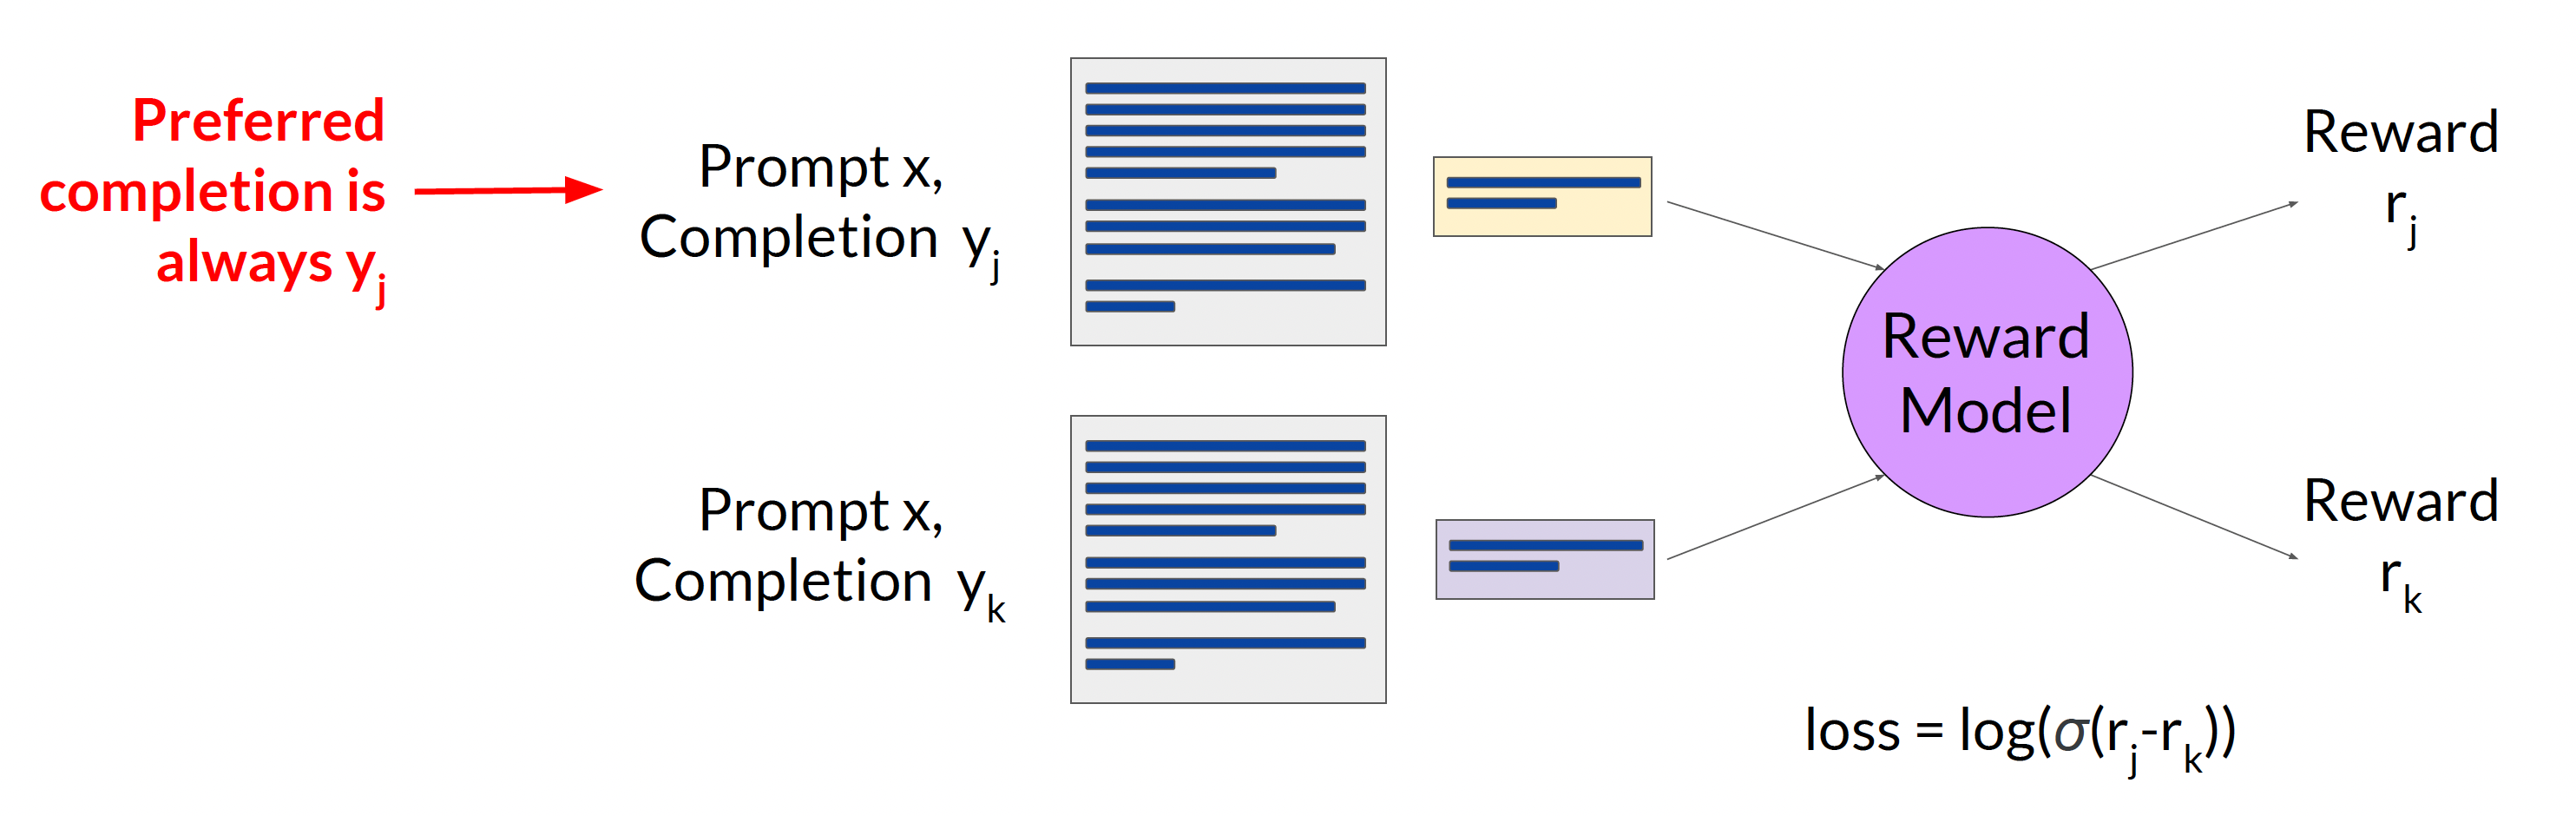 Preferred
completion is
always yj
Prompt x,
Completion yj
Reward
rj
Reward
Model
Prompt x,
Completion yk
Reward
rk
loss = log(σ(rj-rk))